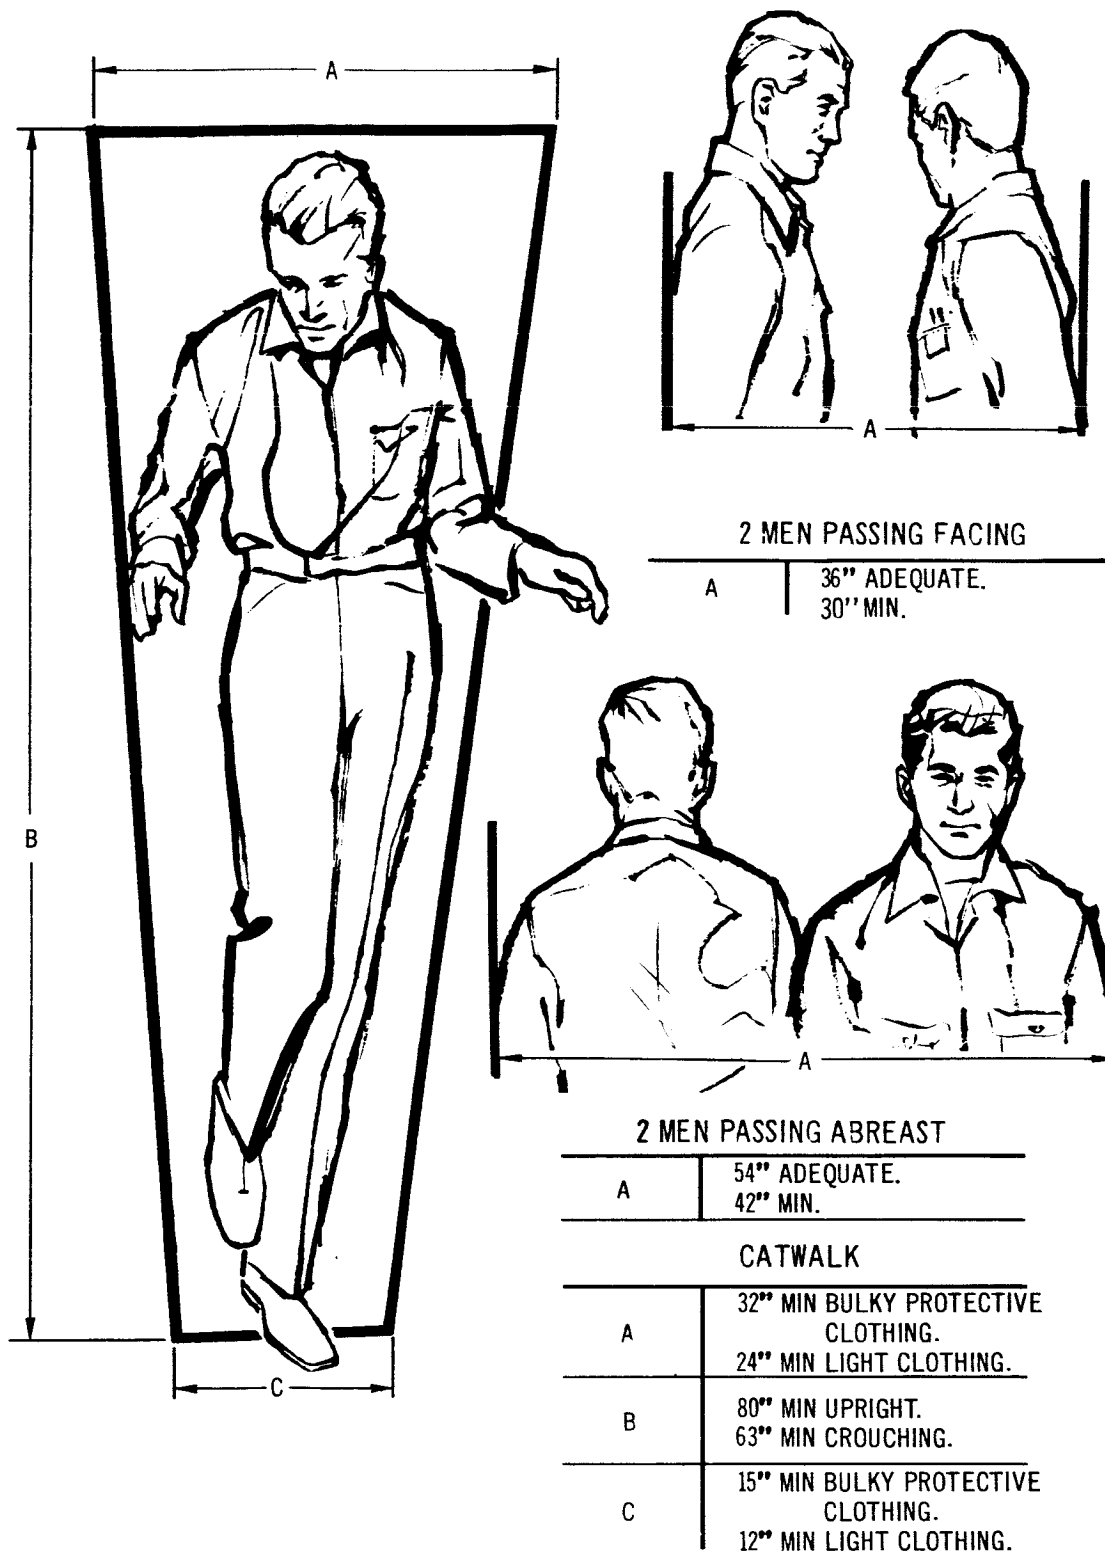 A
B
C
A
2 MEN PASSING FACING
A 36" ADEQUATE.
30" MIN.
A
2 MEN PASSING ABREAST
A 54" ADEQUATE.
42" MIN.
CATWALK
A 32" MIN BULKY PROTECTIVE
CLOTHING.
24" MIN LIGHT CLOTHING.
B 80" MIN UPRIGHT.
63" MIN CROUCHING.
C 15" MIN BULKY PROTECTIVE
CLOTHING.
12" MIN LIGHT CLOTHING.